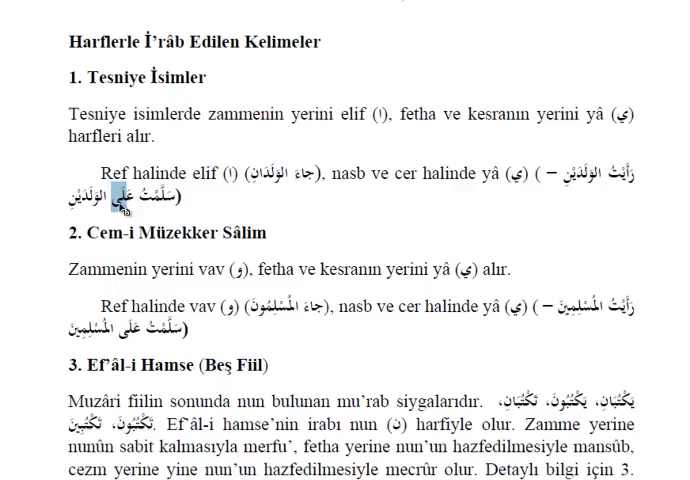 Harflerle İ’râb Edilen Kelimeler
1. Tesniye İsimler
Tesniye isimlerde zammenin yerini elif (ا), fetha ve kesranın yerini yâ (ي)
harfleri alır.
Ref halinde elif (ا) (جاءَ الوَلَدَانِ), nasb ve cer halinde yâ (ي) (رَأَيْتُ الوَلَدَيْنِ –
سَلَّمْتُ عَلَى الوَلَدَيْنِ)
2. Cem-i Müzekker Sâlim
Zammenin yerini vav (و), fetha ve kesranın yerini yâ (ي) alır.
Ref halinde vav (و) (جاءَ المُسْلِمُونَ), nasb ve cer halinde yâ (ي) (رَأَيْتُ المُسْلِمِينَ –
سَلَّمْتُ عَلَى المُسْلِمِينَ)
3. Ef’âl-i Hamse (Beş Fiil)
Muzâri fiilin sonunda nun bulunan mu’rab siygalarıdır. يَكْتُبَانِ، يَكْتُبُونَ، تَكْتُبَانِ،
تَكْتُبُونَ، تَكْتُبِينَ. Ef’âl-i hamse’nin irabı nun (ن) harfiyle olur. Zamme yerine
nunûn sabit kalmasıyla merfu’, fetha yerine nun’un hazfedilmesiyle mansûb,
cezm yerine yine nun’un hazfedilmesiyle mecrûr olur. Detaylı bilgi için 3.